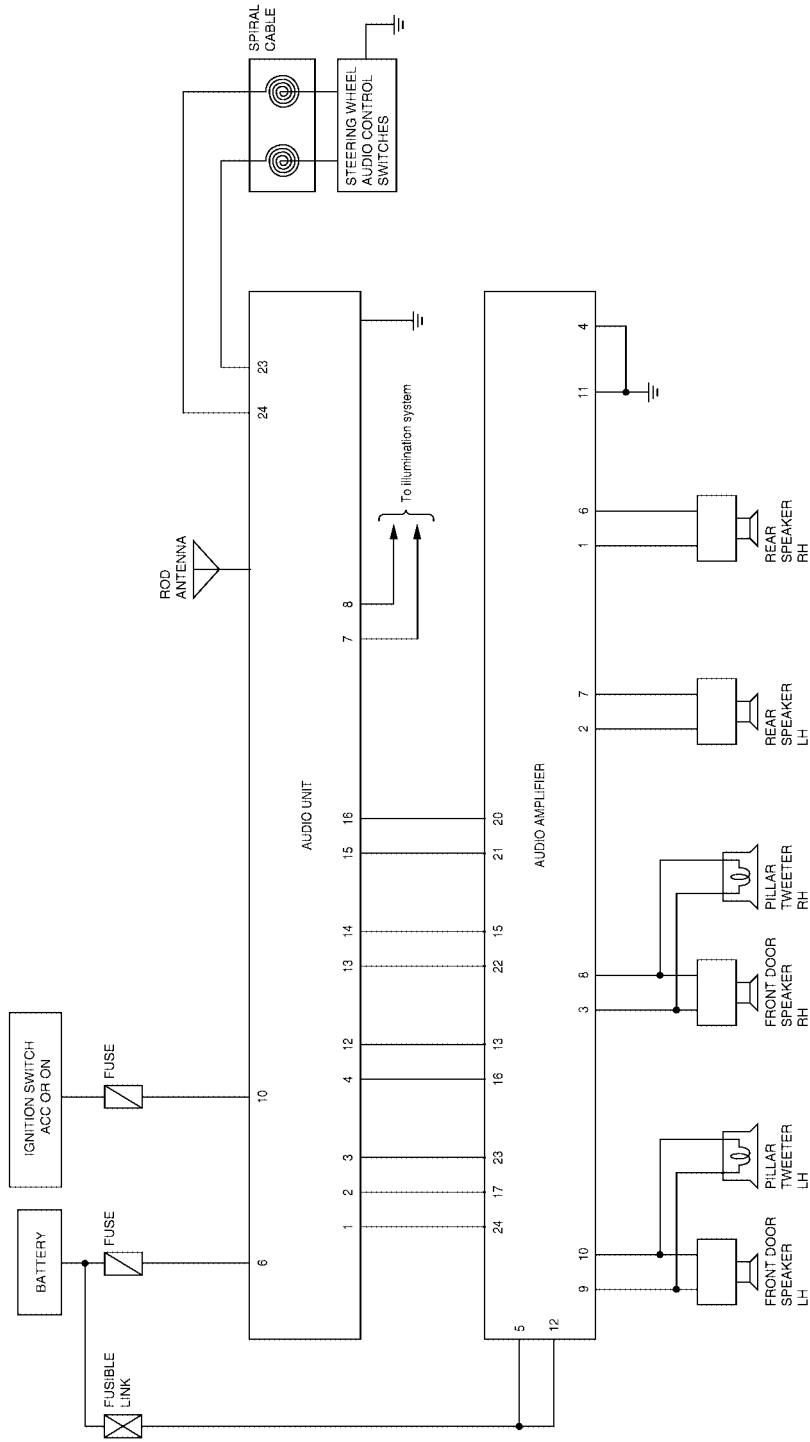 BATTERY
IGNITION SWITCH
ACC OR ON
FUSIBLE
LINK
FUSE
FUSE
ROD
ANTENNA
SPIRAL
CABLE
STEERING WHEEL
AUDIO CONTROL
SWITCHES
6
10
24
23
AUDIO UNIT
1
2
3
4
12
13
14
15
16
7
8
To illumination system
5
12
24
17
23
16
13
22
15
21
20
AUDIO AMPLIFIER
9
10
3
8
2
7
1
6
11
4
FRONT DOOR
SPEAKER
LH
PILLAR
TWEETER
LH
FRONT DOOR
SPEAKER
RH
PILLAR
TWEETER
RH
REAR
SPEAKER
LH
REAR
SPEAKER
RH